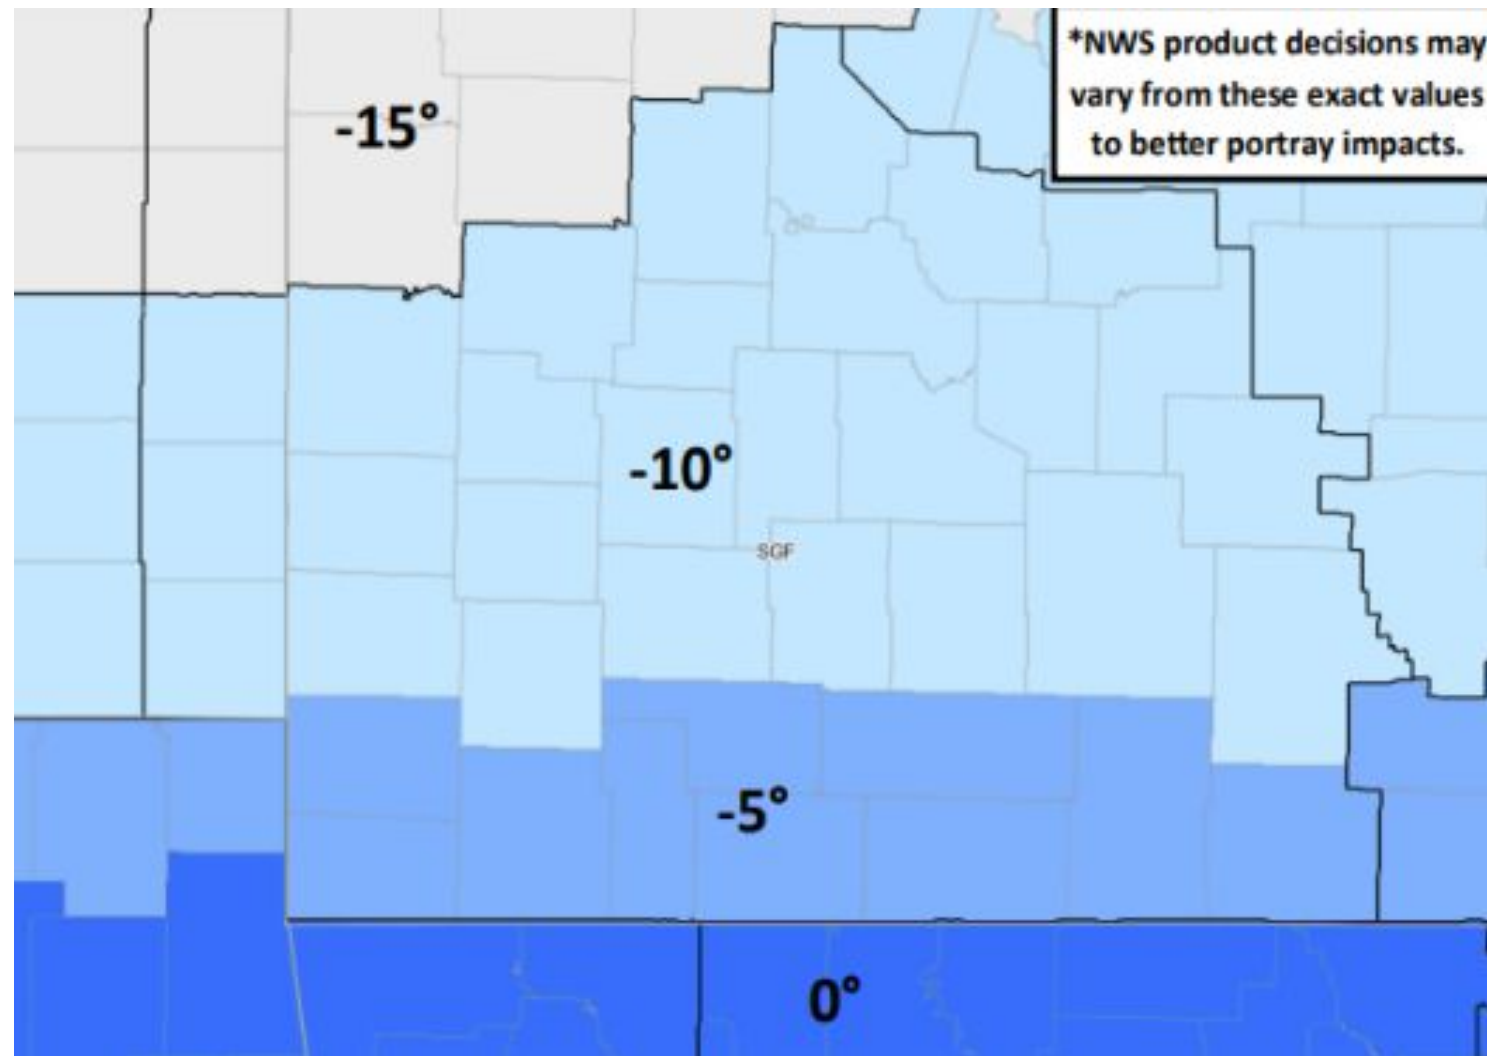 *NWS product decisions may
vary from these exact values
to better portray impacts.
-15°
-10°
SGF
-5°
0°